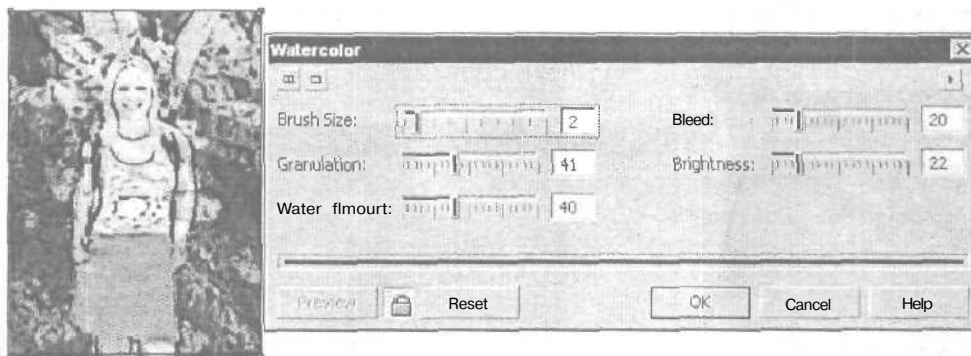 Watercolor
Brush Size: 2 Bleed: 20
Granulation: 41 Brightness: 22
Water flmourt: 40
Preview Reset OK Cancel Help